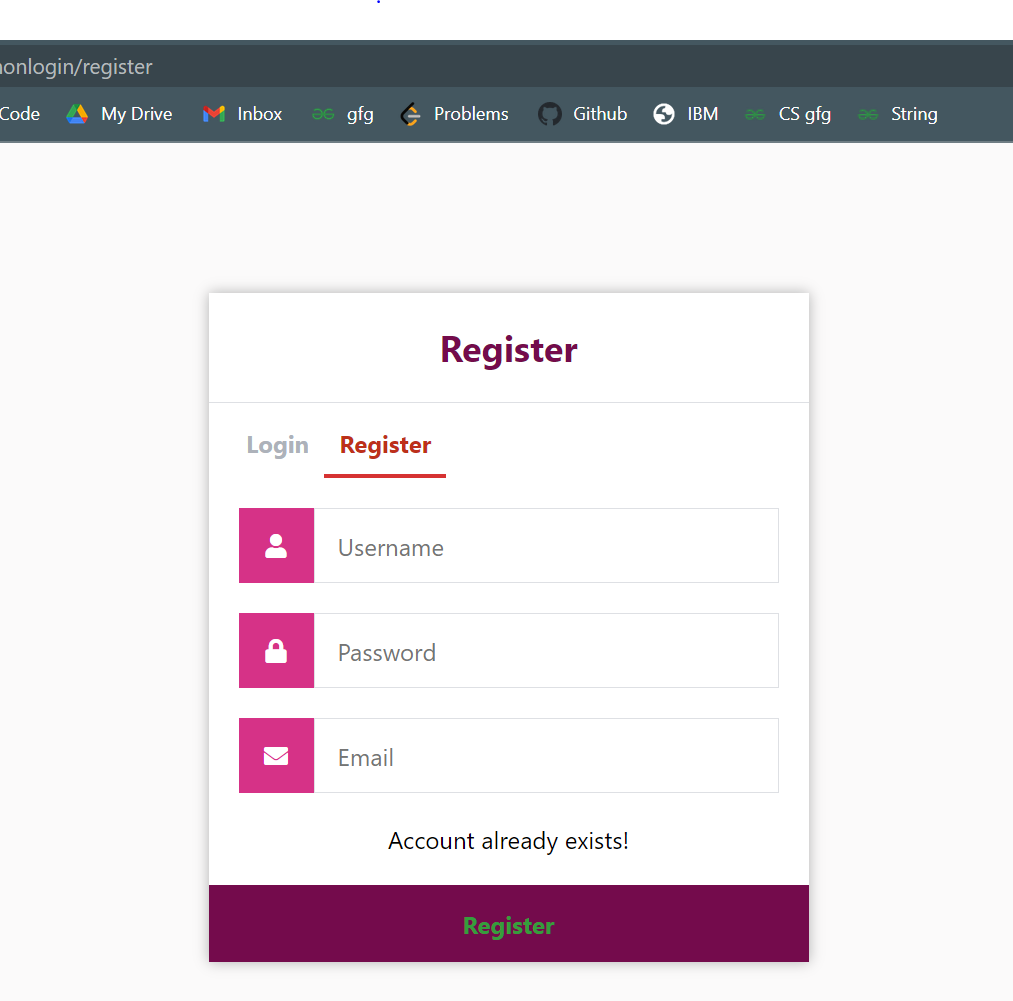 onlogin/register
Code My Drive Inbox gfg Problems Github IBM CS gfg String
Register
Login Register
Username
Password
Email
Account already exists!
Register